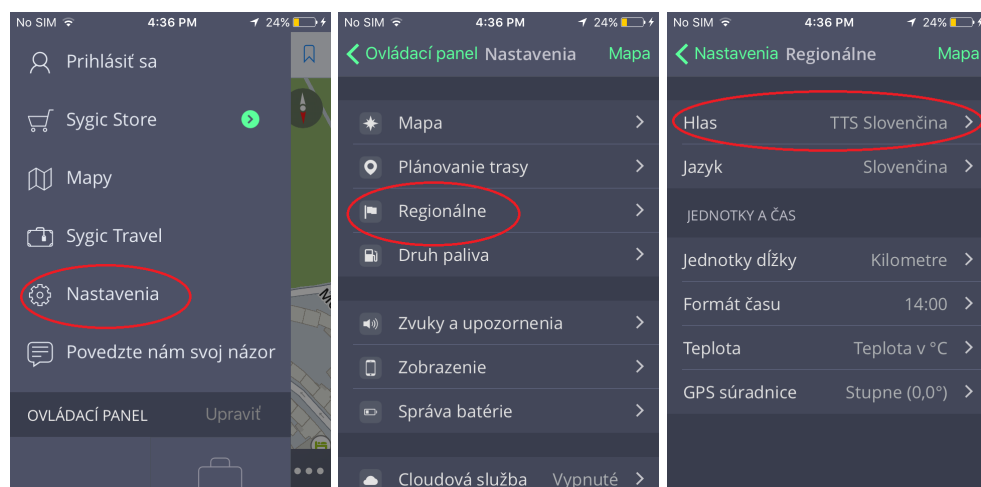 No SIM 4:36 PM 24%
Prihlásiť sa
Sygic Store
Mapy
Sygic Travel
Nastavenia
Povedzte nám svoj názor
OVLÁDACÍ PANEL Upraviť
No SIM 4:36 PM 24%
Ovládací panel Nastavenia Mapa
Mapa
Plánovanie trasy
Regionálne
Druh paliva
Zvuky a upozornenia
Zobrazenie
Správa batérie
Cloudová služba Vypnuté
No SIM 4:36 PM 24%
Nastavenia Regionálne Mapa
Hlas TTS Slovenčina
Jazyk Slovenčina
JEDNOTKY A ČAS
Jednotky dĺžky Kilometre
Formát času 14:00
Teplota Teplota v °C
GPS súradnice Stupne (0,0°)